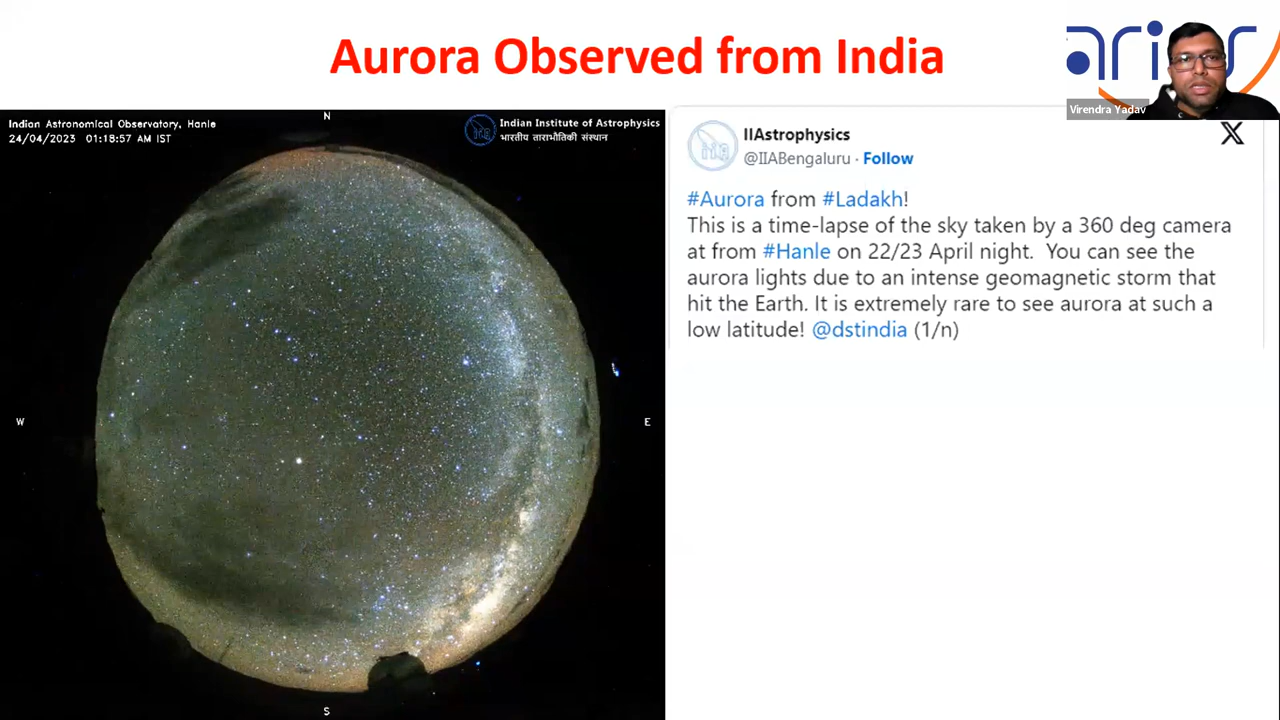 Aurora Observed from India
aries
Virendra Yadav
Indian Astronomical Observatory, Hanle
24/04/2023 01:18:57 AM IST
N
Indian Institute of Astrophysics
भारतीय ताराभौतिकी संस्थान
W
E
S
IIAstrophysics
@IIABengaluru · Follow
#Aurora from #Ladakh!
This is a time-lapse of the sky taken by a 360 deg camera
at from #Hanle on 22/23 April night. You can see the
aurora lights due to an intense geomagnetic storm that
hit the Earth. It is extremely rare to see aurora at such a
low latitude! @dstindia (1/n)